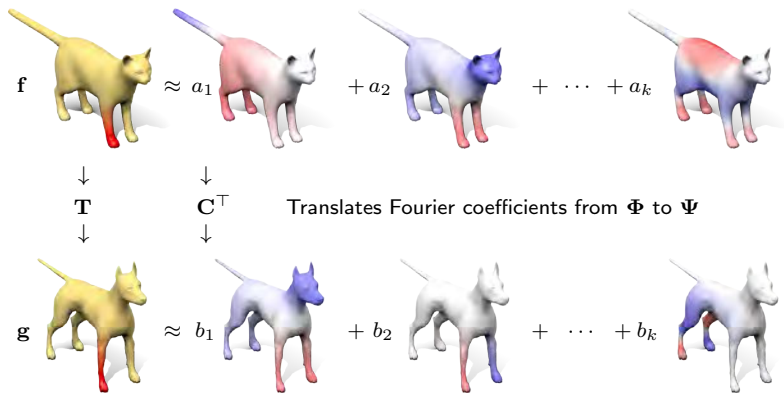 f ≈ a₁ + a₂ + ⋯ + aₖ
↓ ↓
T C⊤ Translates Fourier coefficients from Φ to Ψ
↓ ↓
g ≈ b₁ + b₂ + ⋯ + bₖ